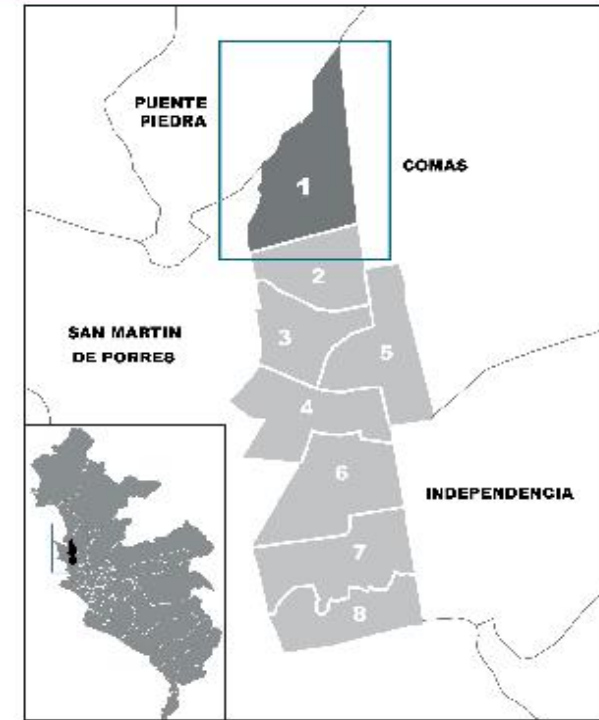 PUENTE
PIEDRA
COMAS
1
2
SAN MARTIN
DE PORRES
3
5
4
6
INDEPENDENCIA
7
8